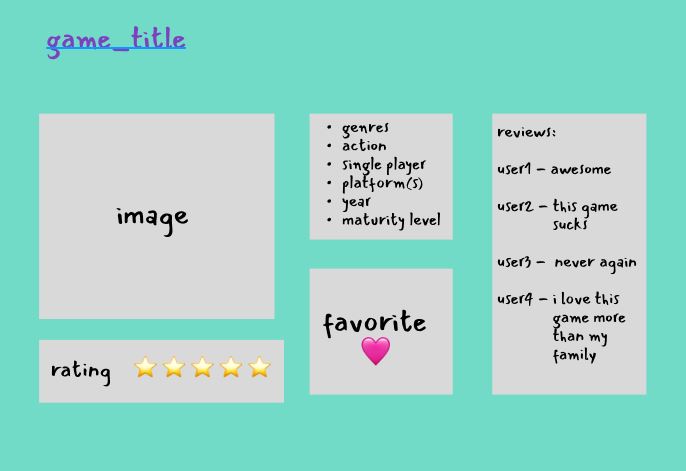 game_title
image
rating
• genres
• action
• single player
• platform(s)
• year
• maturity level
favorite
reviews:
user1 - awesome
user2 - this game
sucks
user3 - never again
user4 - i love this
game more
than my
family